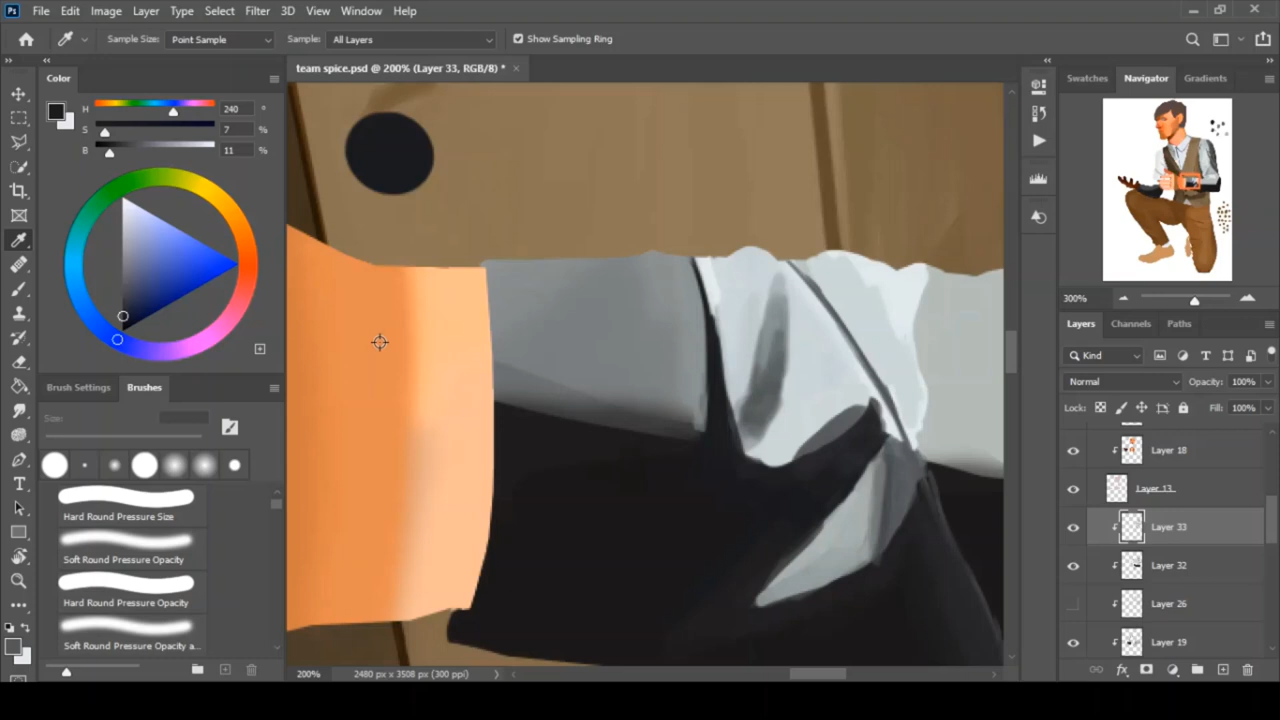 Ps File Edit Image Layer Type Select Filter 3D View Window Help
Sample Size: Point Sample Sample: All Layers Show Sampling Ring
team spice.psd @ 200% (Layer 33, RGB/8) * ×
Color
H 240 °
S 7 %
B 11 %
Brush Settings Brushes
Size:
Hard Round Pressure Size
Soft Round Pressure Opacity
Hard Round Pressure Opacity
Soft Round Pressure Opacity a...
200% 2480 px x 3508 px (300 ppi)
Swatches Navigator Gradients
300%
Layers Channels Paths
Kind
Normal Opacity: 100%
Lock: Fill: 100%
Layer 18
Layer 13
Layer 33
Layer 32
Layer 26
Layer 19
fx